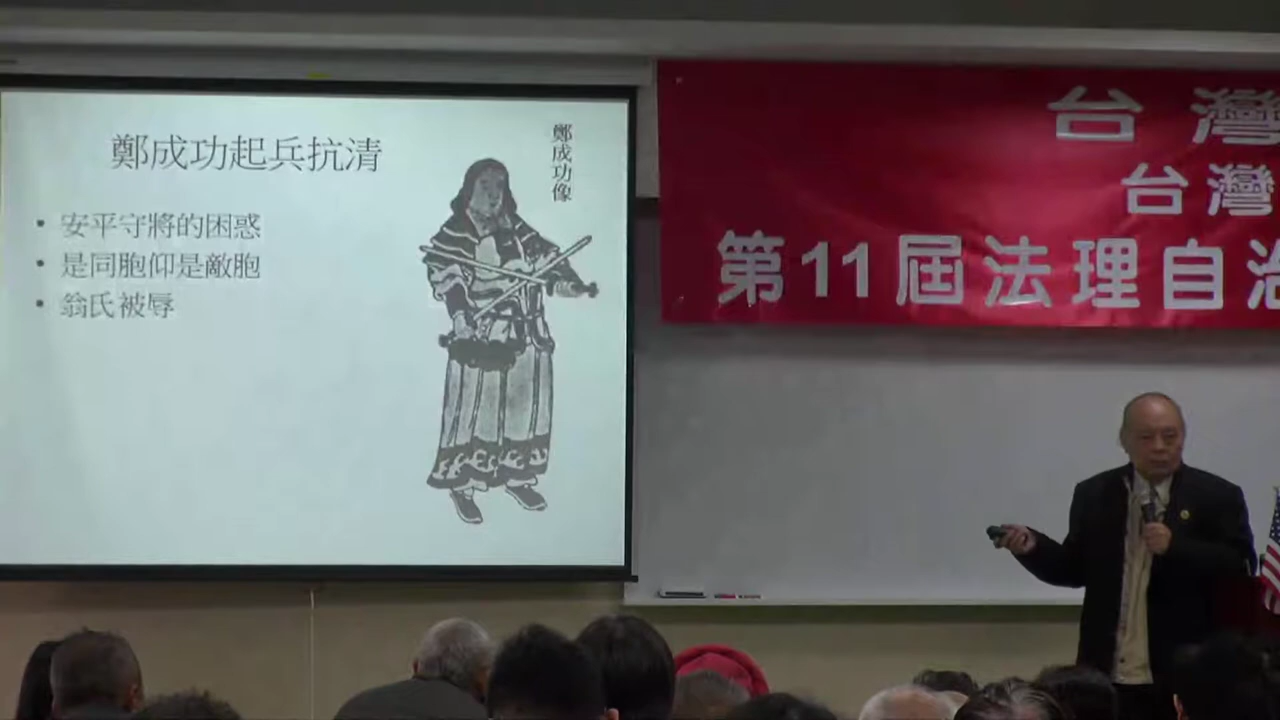 鄭成功起兵抗清
• 安平守將的困惑
• 是同胞仰是敵胞
• 翁氏被辱
鄭成功像
台灣
台灣
第11屆法理自治